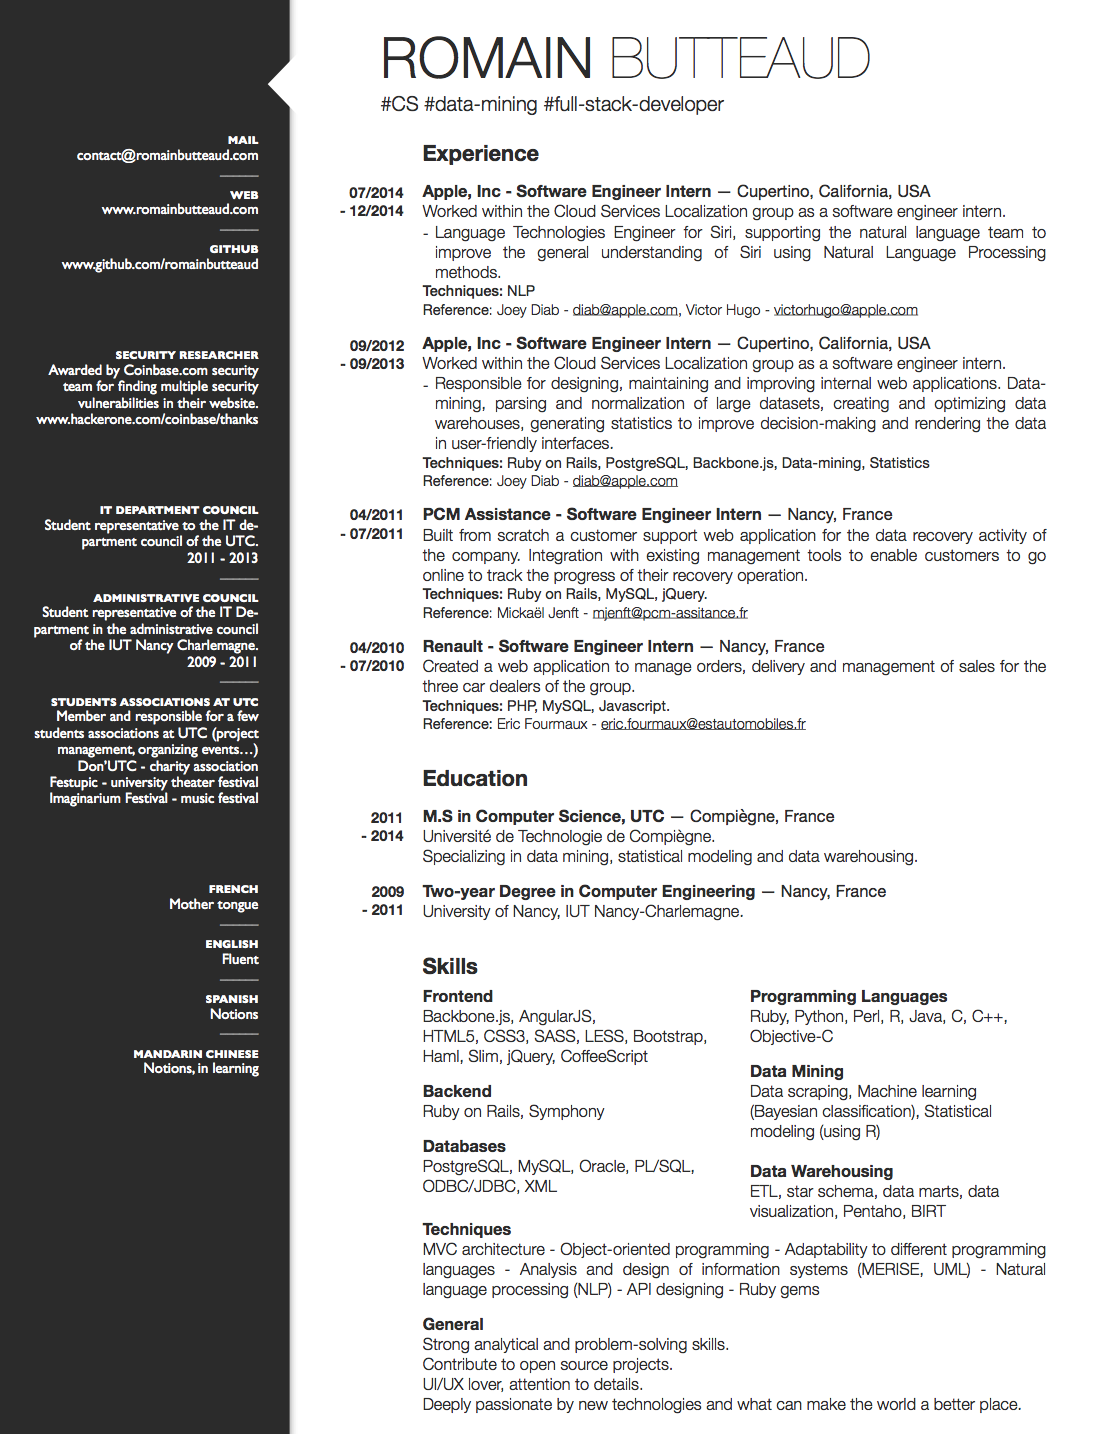 ROMAIN BUTTEAUD
#CS #data-mining #full-stack-developer
MAIL
contact@romainbutteaud.com
WEB
www.romainbutteaud.com
GITHUB
www.github.com/romainbutteaud
SECURITY RESEARCHER
Awarded by Coinbase.com security
team for finding multiple security
vulnerabilities in their website.
www.hackerone.com/coinbase/thanks
IT DEPARTMENT COUNCIL
Student representative to the IT de-
partment council of the UTC.
2011 - 2013
ADMINISTRATIVE COUNCIL
Student representative of the IT De-
partment in the administrative council
of the IUT Nancy Charlemagne.
2009 - 2011
STUDENTS ASSOCIATIONS AT UTC
Member and responsible for a few
students associations at UTC (project
management, organizing events…)
Don'UTC - charity association
Festupic - university theater festival
Imaginarium Festival - music festival
FRENCH
Mother tongue
ENGLISH
Fluent
SPANISH
Notions
MANDARIN CHINESE
Notions, in learning
Experience
07/2014 Apple, Inc - Software Engineer Intern — Cupertino, California, USA
- 12/2014 Worked within the Cloud Services Localization group as a software engineer intern.
- Language Technologies Engineer for Siri, supporting the natural language team to
improve the general understanding of Siri using Natural Language Processing
methods.
Techniques: NLP
Reference: Joey Diab - diab@apple.com, Victor Hugo - victorhugo@apple.com
09/2012 Apple, Inc - Software Engineer Intern — Cupertino, California, USA
- 09/2013 Worked within the Cloud Services Localization group as a software engineer intern.
- Responsible for designing, maintaining and improving internal web applications. Data-
mining, parsing and normalization of large datasets, creating and optimizing data
warehouses, generating statistics to improve decision-making and rendering the data
in user-friendly interfaces.
Techniques: Ruby on Rails, PostgreSQL, Backbone.js, Data-mining, Statistics
Reference: Joey Diab - diab@apple.com
04/2011 PCM Assistance - Software Engineer Intern — Nancy, France
- 07/2011 Built from scratch a customer support web application for the data recovery activity of
the company. Integration with existing management tools to enable customers to go
online to track the progress of their recovery operation.
Techniques: Ruby on Rails, MySQL, jQuery.
Reference: Mickaël Jenft - mjenft@pcm-assitance.fr
04/2010 Renault - Software Engineer Intern — Nancy, France
- 07/2010 Created a web application to manage orders, delivery and management of sales for the
three car dealers of the group.
Techniques: PHP, MySQL, Javascript.
Reference: Eric Fourmaux - eric.fourmaux@estautomobiles.fr
Education
2011 M.S in Computer Science, UTC — Compiègne, France
- 2014 Université de Technologie de Compiègne.
Specializing in data mining, statistical modeling and data warehousing.
2009 Two-year Degree in Computer Engineering — Nancy, France
- 2011 University of Nancy, IUT Nancy-Charlemagne.
Skills
Frontend
Backbone.js, AngularJS,
HTML5, CSS3, SASS, LESS, Bootstrap,
Haml, Slim, jQuery, CoffeeScript
Backend
Ruby on Rails, Symphony
Databases
PostgreSQL, MySQL, Oracle, PL/SQL,
ODBC/JDBC, XML
Programming Languages
Ruby, Python, Perl, R, Java, C, C++,
Objective-C
Data Mining
Data scraping, Machine learning
(Bayesian classification), Statistical
modeling (using R)
Data Warehousing
ETL, star schema, data marts, data
visualization, Pentaho, BIRT
Techniques
MVC architecture - Object-oriented programming - Adaptability to different programming
languages - Analysis and design of information systems (MERISE, UML) - Natural
language processing (NLP) - API designing - Ruby gems
General
Strong analytical and problem-solving skills.
Contribute to open source projects.
UI/UX lover, attention to details.
Deeply passionate by new technologies and what can make the world a better place.